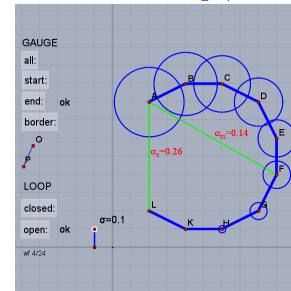 GAUGE
all:
start:
end: ok
border:
O
P
LOOP
closed:
open: ok
σ=0.1
wf 4/24
A
B
C
D
E
F
G
H
K
L
σₘ=0.14
σₑ=0.26